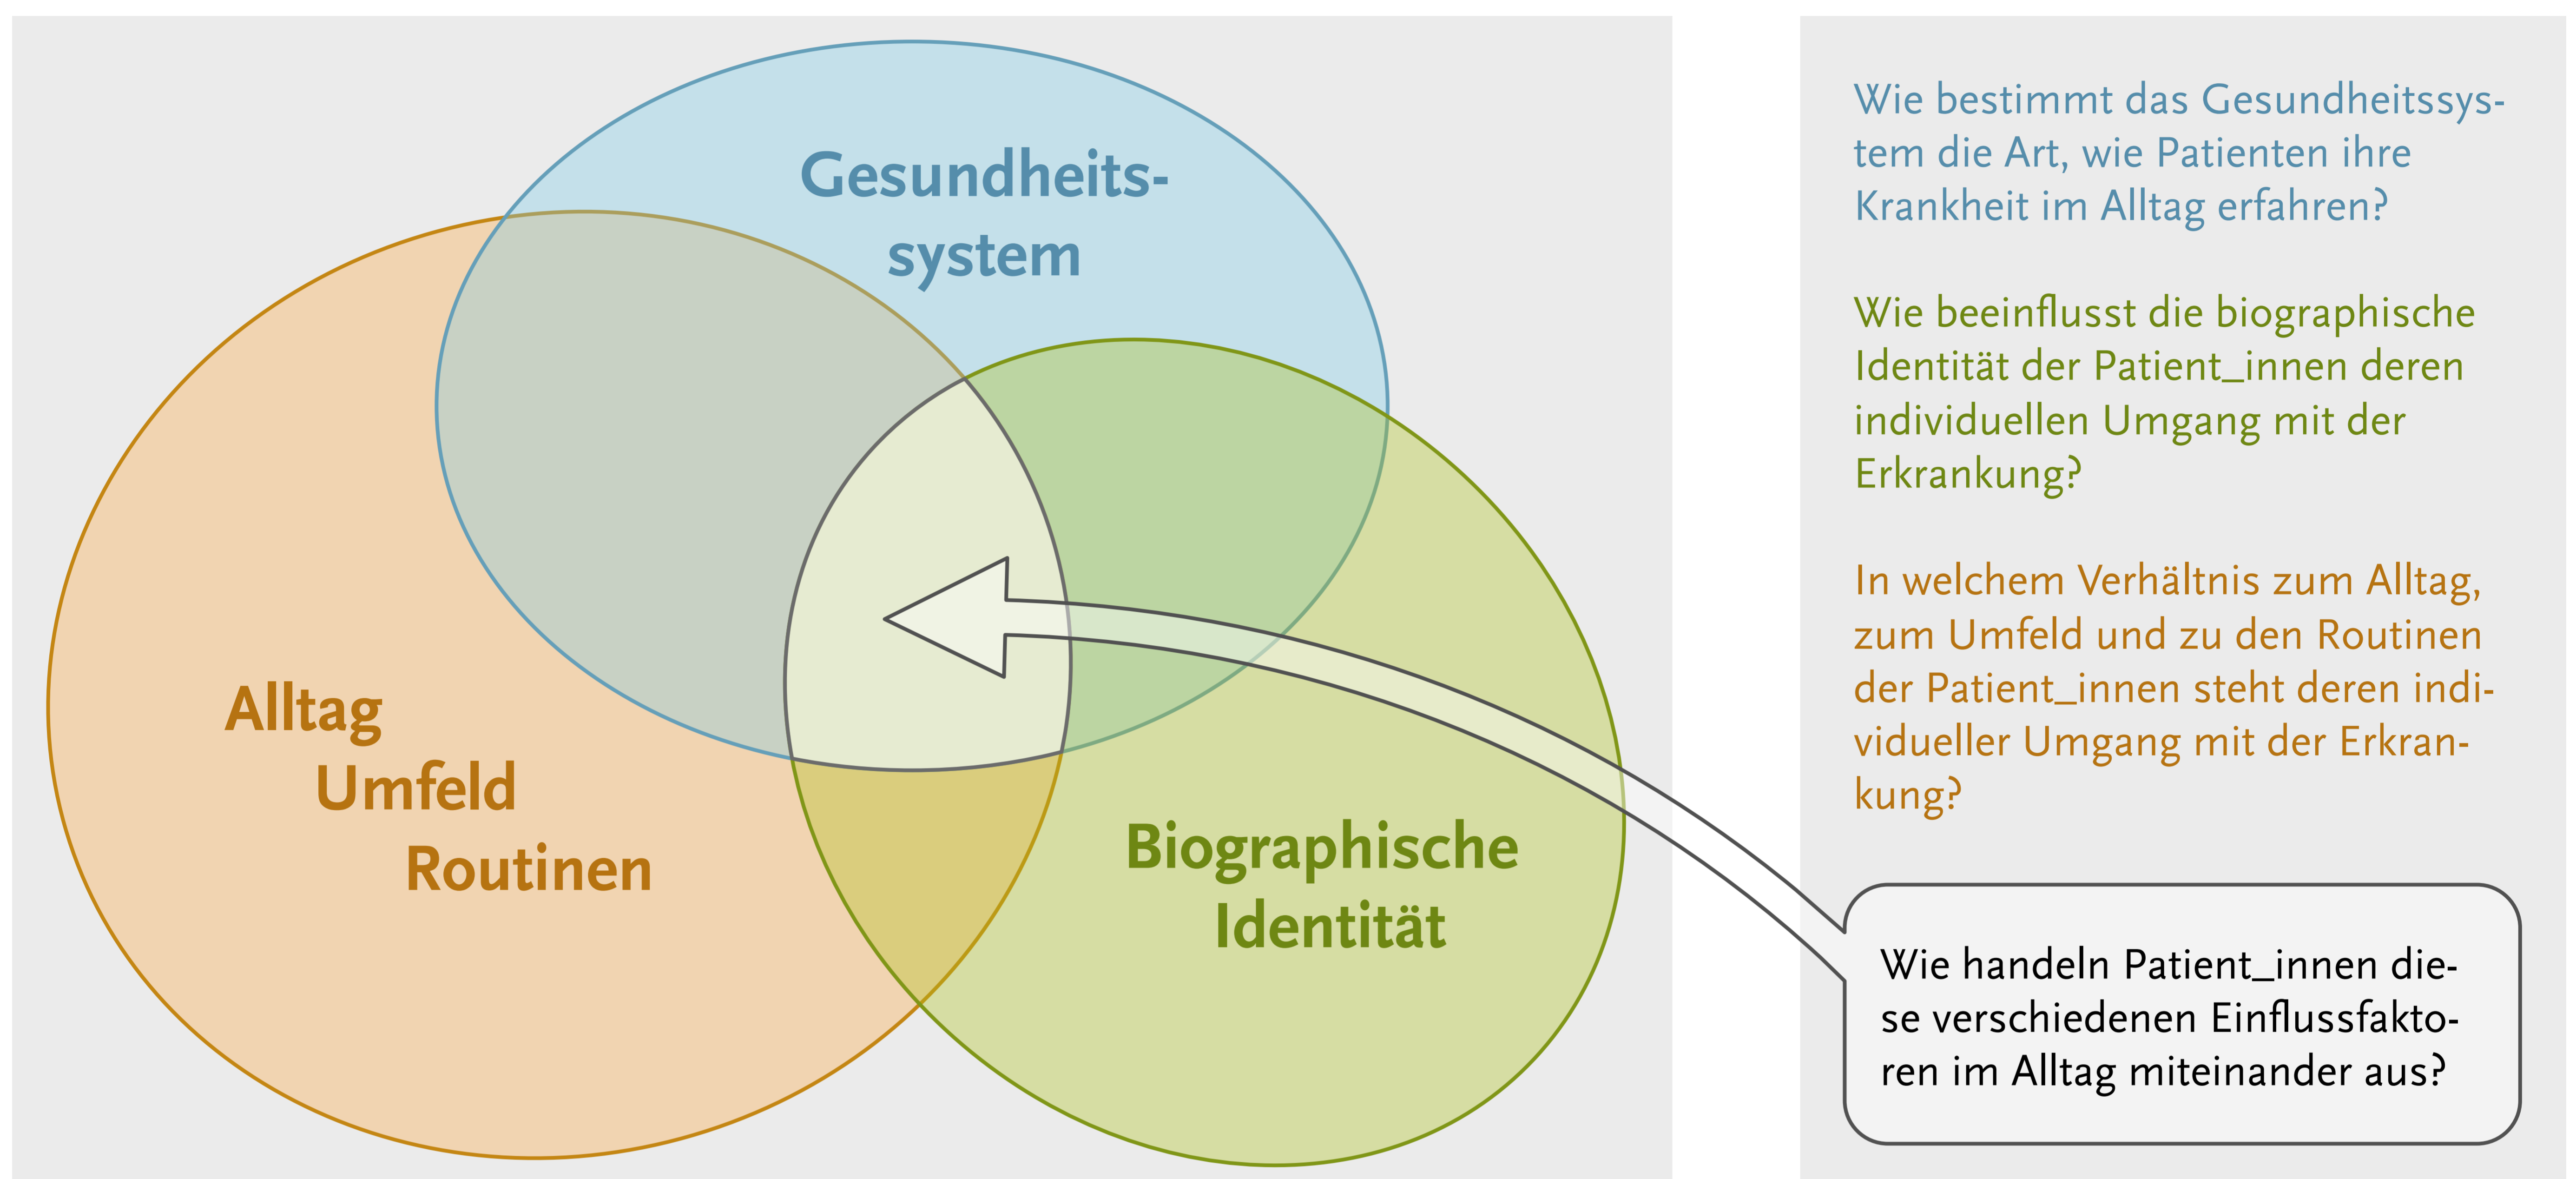 Gesundheits-
system
Alltag
Umfeld
Routinen
Biographische
Identität
Wie bestimmt das Gesundheitssys-
tem die Art, wie Patienten ihre
Krankheit im Alltag erfahren?
Wie beeinflusst die biographische
Identität der Patient_innen deren
individuellen Umgang mit der
Erkrankung?
In welchem Verhältnis zum Alltag,
zum Umfeld und zu den Routinen
der Patient_innen steht deren indi-
vidueller Umgang mit der Erkran-
kung?
Wie handeln Patient_innen die-
se verschiedenen Einflussfakto-
ren im Alltag miteinander aus?